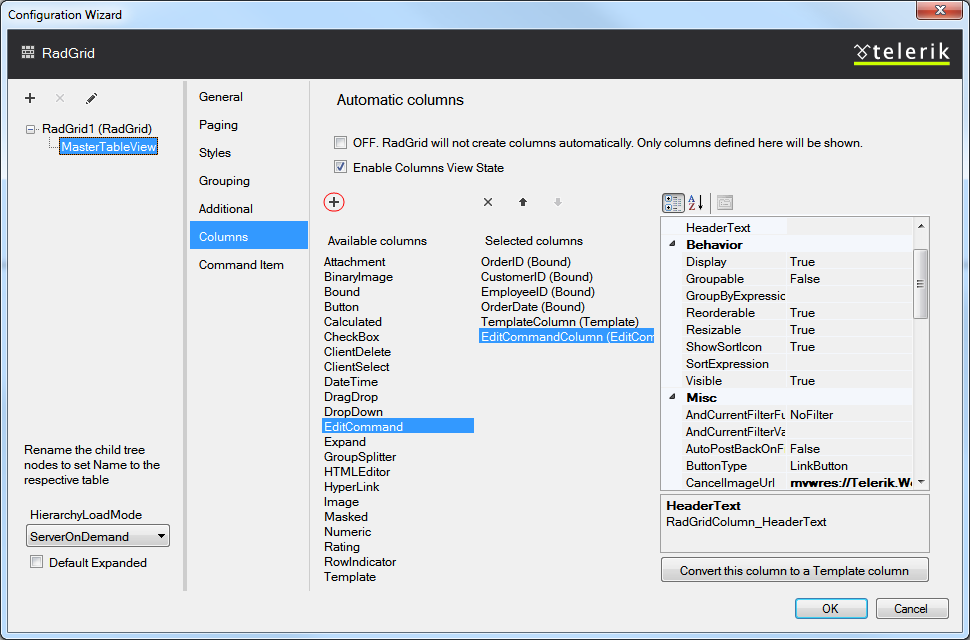 Configuration Wizard
RadGrid
telerik
RadGrid1 (RadGrid)
MasterTableView
Rename the child tree
nodes to set Name to the
respective table
HierarchyLoadMode
ServerOnDemand
Default Expanded
General
Paging
Styles
Grouping
Additional
Columns
Command Item
Automatic columns
OFF. RadGrid will not create columns automatically. Only columns defined here will be shown.
Enable Columns View State
Available columns
Attachment
BinaryImage
Bound
Button
Calculated
CheckBox
ClientDelete
ClientSelect
DateTime
DragDrop
DropDown
EditCommand
Expand
GroupSplitter
HTMLEditor
HyperLink
Image
Masked
Numeric
Rating
RowIndicator
Template
Selected columns
OrderID (Bound)
CustomerID (Bound)
EmployeeID (Bound)
OrderDate (Bound)
TemplateColumn (Template)
EditCommandColumn (EditCom
A
Z
HeaderText
Behavior
Display True
Groupable False
GroupByExpressic
Reorderable True
Resizable True
ShowSortIcon True
SortExpression
Visible True
Misc
AndCurrentFilterFu NoFilter
AndCurrentFilterVa
AutoPostBackOnF False
ButtonType LinkButton
CancelImageUrl mvwres://Telerik.We
HeaderText
RadGridColumn_HeaderText
Convert this column to a Template column
OK
Cancel